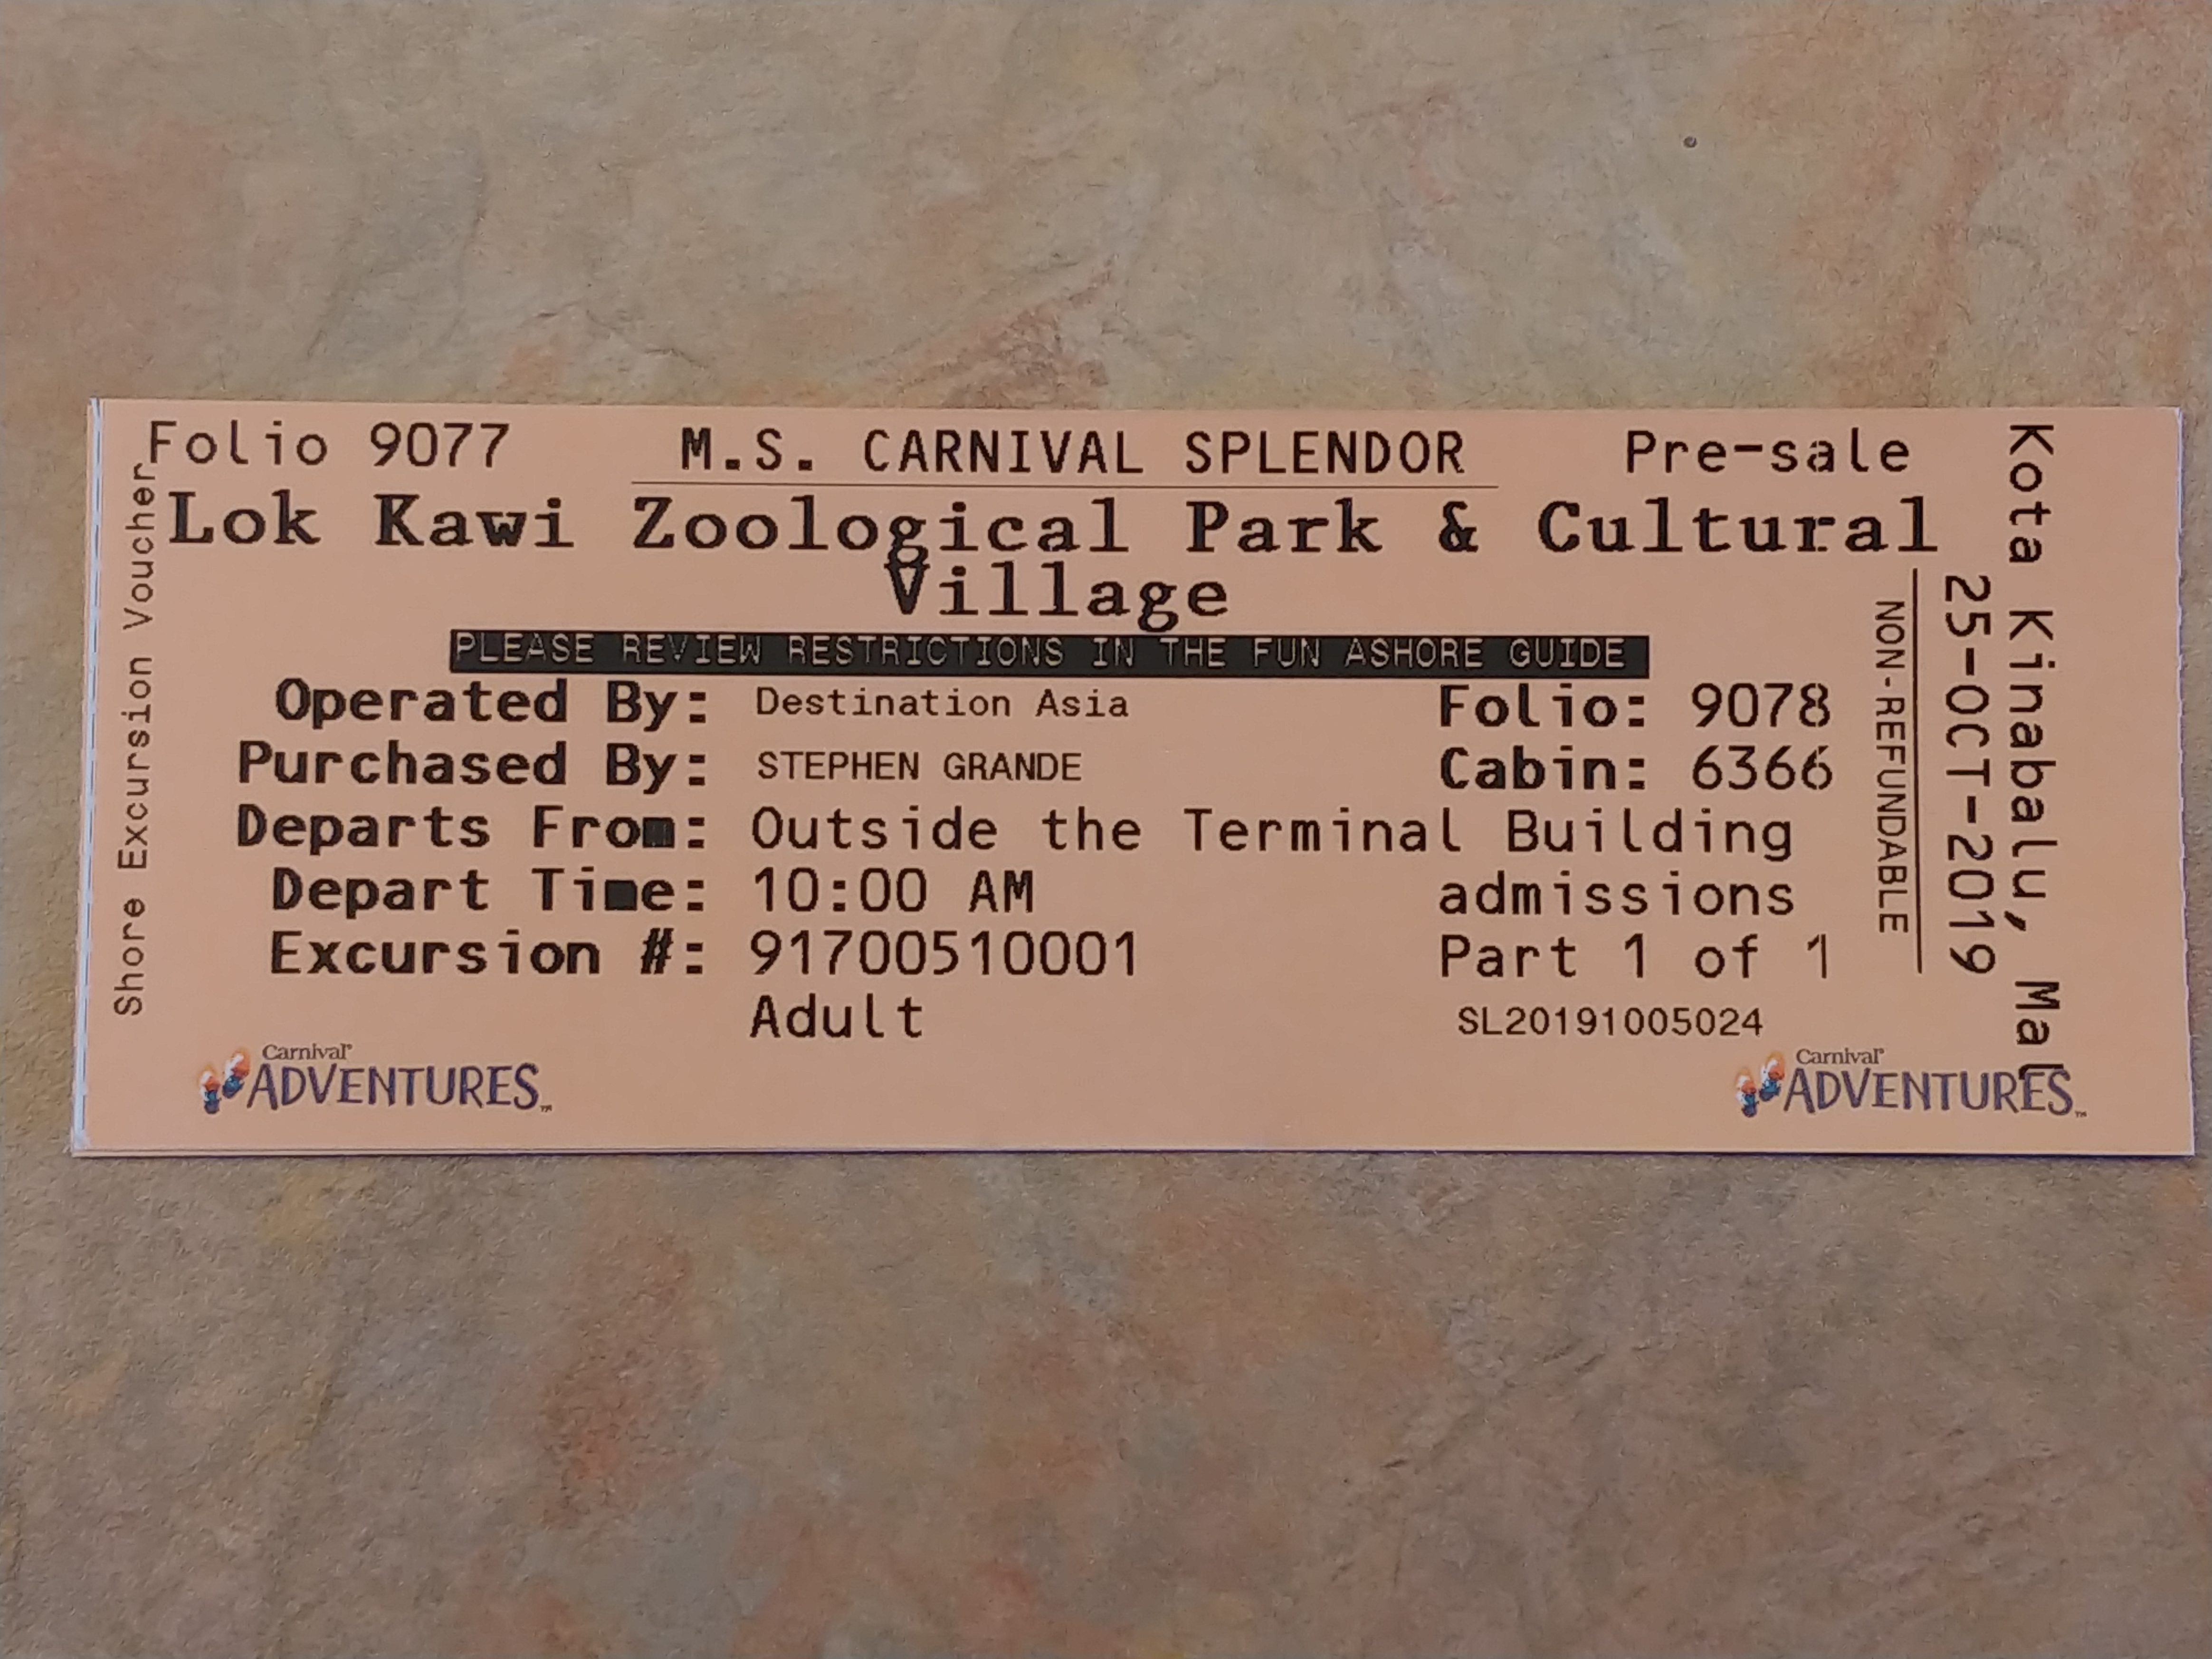 Folio 9077 M.S. CARNIVAL SPLENDOR Pre-sale
Lok Kawi Zoological Park & Cultural
Village
PLEASE REVIEW RESTRICTIONS IN THE FUN ASHORE GUIDE
Operated By: Destination Asia Folio: 9078
Purchased By: STEPHEN GRANDE Cabin: 6366
Departs From: Outside the Terminal Building
Depart Time: 10:00 AM admissions
Excursion #: 91700510001 Part 1 of 1
Adult SL20191005024
Carnival ADVENTURES™
Carnival ADVENTURES™
Shore Excursion Voucher
NON-REFUNDABLE
25-OCT-2019
Kota Kinabalu, Mal